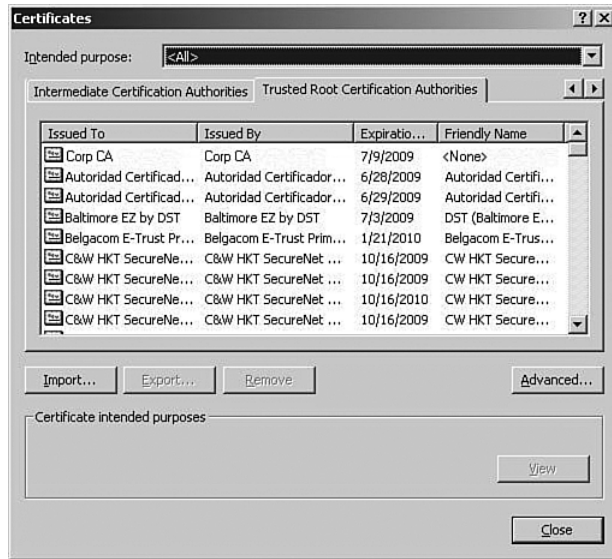 Certificates
Intended purpose: <All>
Intermediate Certification Authorities Trusted Root Certification Authorities
Issued To Issued By Expiratio... Friendly Name
Corp CA Corp CA 7/9/2009 <None>
Autoridad Certificad... Autoridad Certificador... 6/28/2009 Autoridad Certifi...
Autoridad Certificad... Autoridad Certificador... 6/29/2009 Autoridad Certifi...
Baltimore EZ by DST Baltimore EZ by DST 7/3/2009 DST (Baltimore E...
Belgacom E-Trust Pr... Belgacom E-Trust Prim... 1/21/2010 Belgacom E-Trus...
C&W HKT SecureNe... C&W HKT SecureNet ... 10/16/2009 CW HKT Secure...
C&W HKT SecureNe... C&W HKT SecureNet ... 10/16/2009 CW HKT Secure...
C&W HKT SecureNe... C&W HKT SecureNet ... 10/16/2010 CW HKT Secure...
C&W HKT SecureNe... C&W HKT SecureNet ... 10/16/2009 CW HKT Secure...
Import... Export... Remove Advanced...
Certificate intended purposes
View
Close